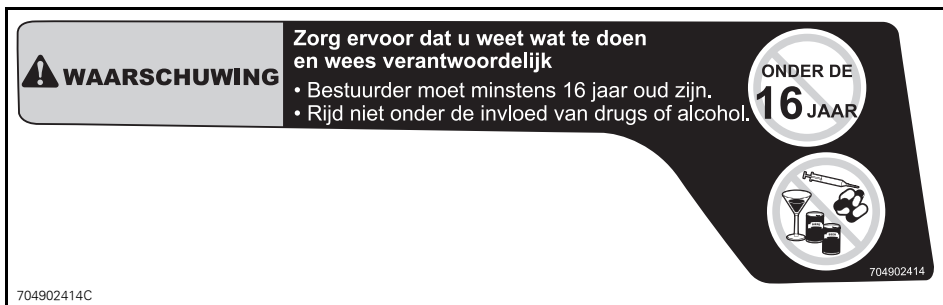 WAARSCHUWING
Zorg ervoor dat u weet wat te doen
en wees verantwoordelijk
• Bestuurder moet minstens 16 jaar oud zijn.
• Rijd niet onder de invloed van drugs of alcohol.
ONDER DE
16 JAAR
704902414
704902414C